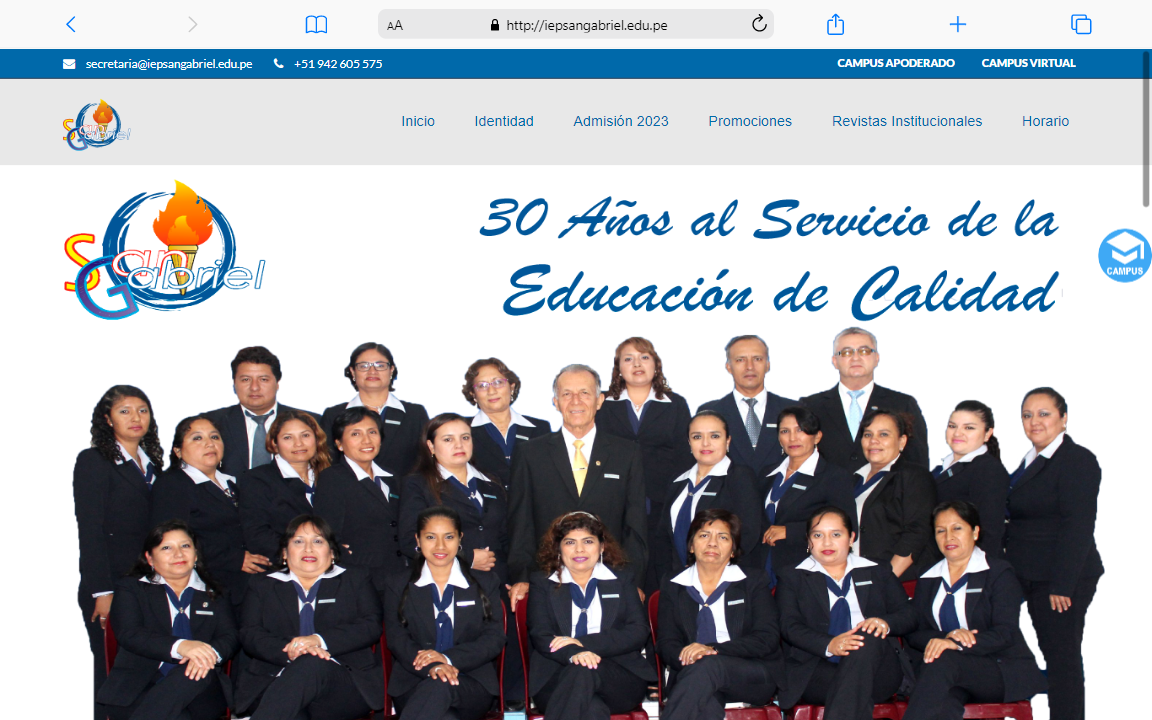 AA
http://iepsangabriel.edu.pe
secretaria@iepsangabriel.edu.pe
+51 942 605 575
CAMPUS APODERADO
CAMPUS VIRTUAL
San Gabriel
Inicio
Identidad
Admisión 2023
Promociones
Revistas Institucionales
Horario
San
Gabriel
30 Años al Servicio de la
Educación de Calidad
CAMPUS